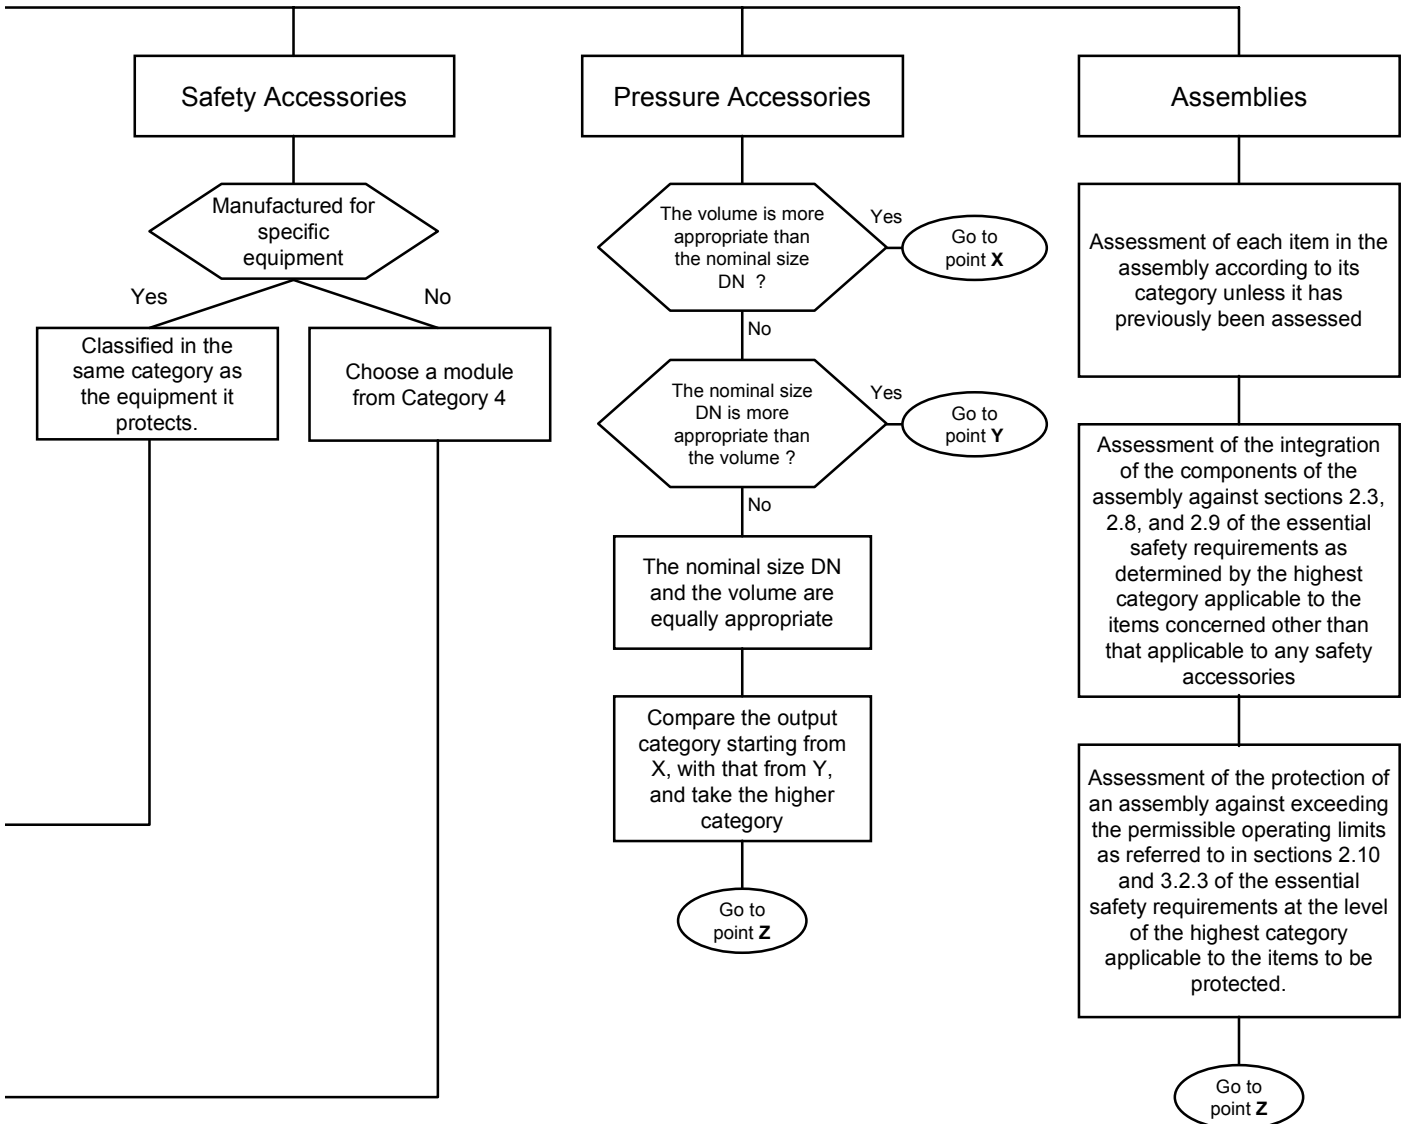 Safety Accessories
Manufactured for
specific
equipment
Yes
No
Classified in the
same category as
the equipment it
protects.
Choose a module
from Category 4
Pressure Accessories
The volume is more
appropriate than
the nominal size
DN ?
Yes
Go to
point X
No
The nominal size
DN is more
appropriate than
the volume ?
Yes
Go to
point Y
No
The nominal size DN
and the volume are
equally appropriate
Compare the output
category starting from
X, with that from Y,
and take the higher
category
Go to
point Z
Assemblies
Assessment of each item in the
assembly according to its
category unless it has
previously been assessed
Assessment of the integration
of the components of the
assembly against sections 2.3,
2.8, and 2.9 of the essential
safety requirements as
determined by the highest
category applicable to the
items concerned other than
that applicable to any safety
accessories
Assessment of the protection of
an assembly against exceeding
the permissible operating limits
as referred to in sections 2.10
and 3.2.3 of the essential
safety requirements at the level
of the highest category
applicable to the items to be
protected.
Go to
point Z